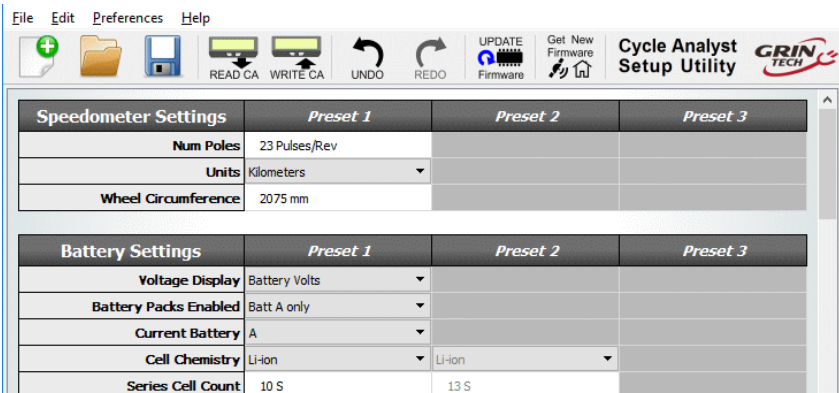 File Edit Preferences Help
READ CA WRITE CA UNDO REDO UPDATE Firmware Get New Firmware Cycle Analyst Setup Utility GRIN TECH
Speedometer Settings Preset 1 Preset 2 Preset 3
Num Poles 23 Pulses/Rev
Units Kilometers
Wheel Circumference 2075 mm
Battery Settings Preset 1 Preset 2 Preset 3
Voltage Display Battery Volts
Battery Packs Enabled Batt A only
Current Battery A
Cell Chemistry Li-ion Li-ion
Series Cell Count 10 S 13 S